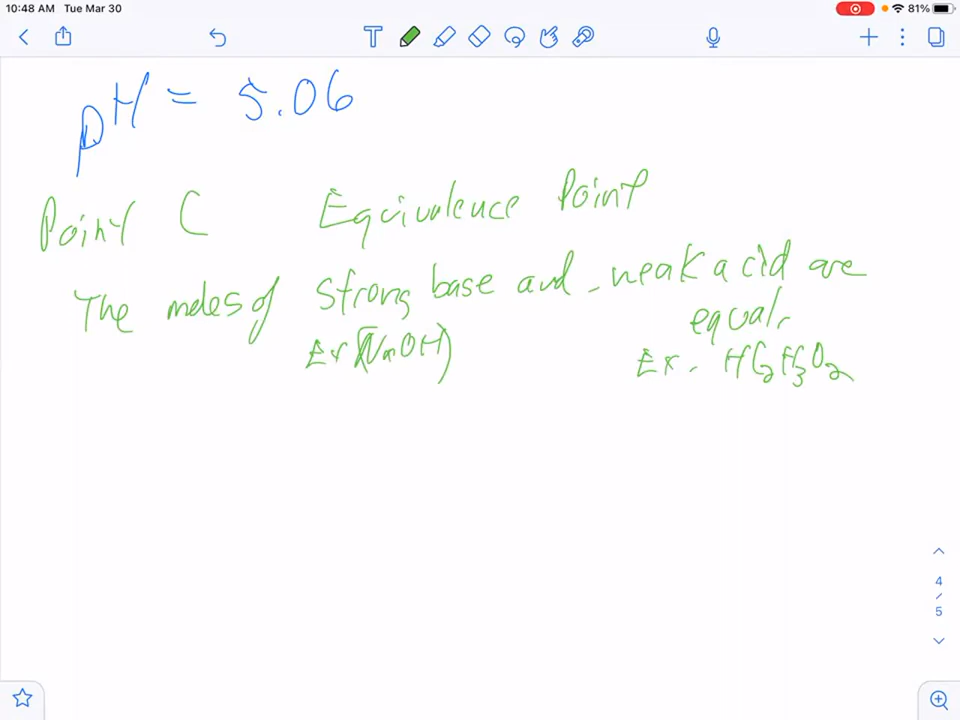 10:48 AM Tue Mar 30
81%
pH = 5.06
Point C Equivalence Point
The moles of strong base and weak acid are
equal.
Ex (NaOH) Ex. HC₂H₃O₂
4
/
5